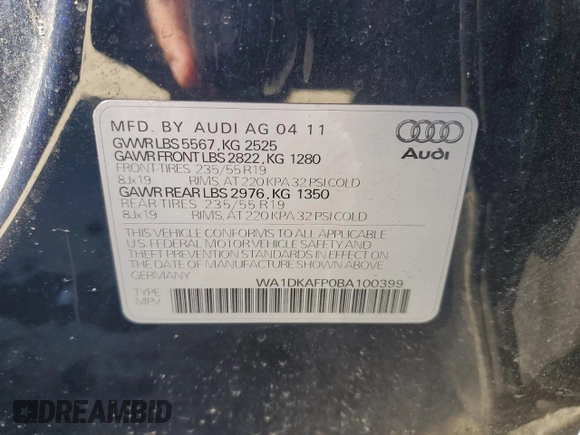 MFD. BY AUDI AG 04 11
GVWR LBS 5567, KG 2525
GAWR FRONT LBS 2822, KG 1280
FRONT-TIRES 235/55 R19
8Jx19 RIMS, AT 220 KPA 32 PSI COLD
GAWR REAR LBS 2976, KG 1350
REAR-TIRES 235/55 R19
8Jx19 RIMS, AT 220 KPA 32 PSI COLD
THIS VEHICLE CONFORMS TO ALL APPLICABLE
U.S. FEDERAL MOTOR VEHICLE SAFETY AND
THEFT PREVENTION STANDARDS IN EFFECT ON
THE DATE OF MANUFACTURE SHOWN ABOVE.
GERMANY
WA1DKAFP0BA100399
TYPE
MPV
Audi
DREAMBID